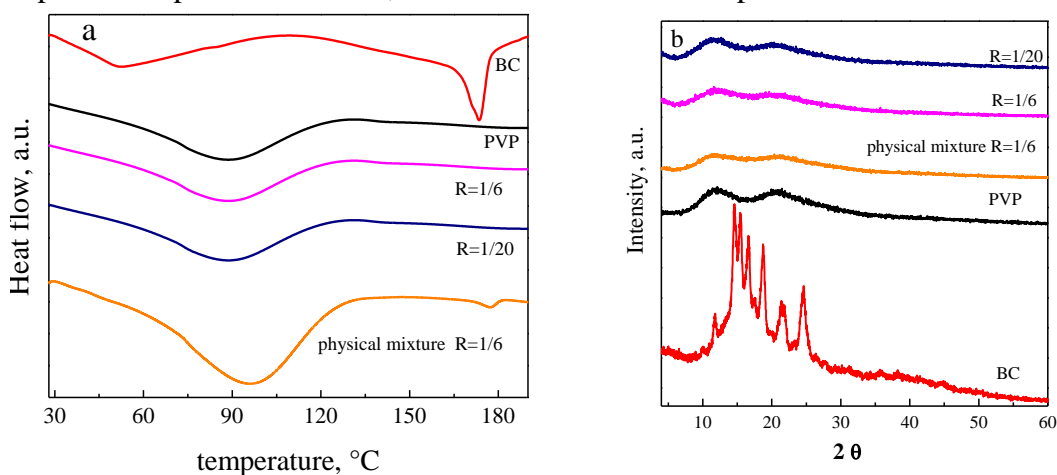 a
BC
PVP
R=1/6
R=1/20
physical mixture R=1/6
Heat flow, a.u.
30 60 90 120 150 180
temperature, °C
b
R=1/20
R=1/6
physical mixture R=1/6
PVP
BC
Intensity, a.u.
10 20 30 40 50 60
2 θ